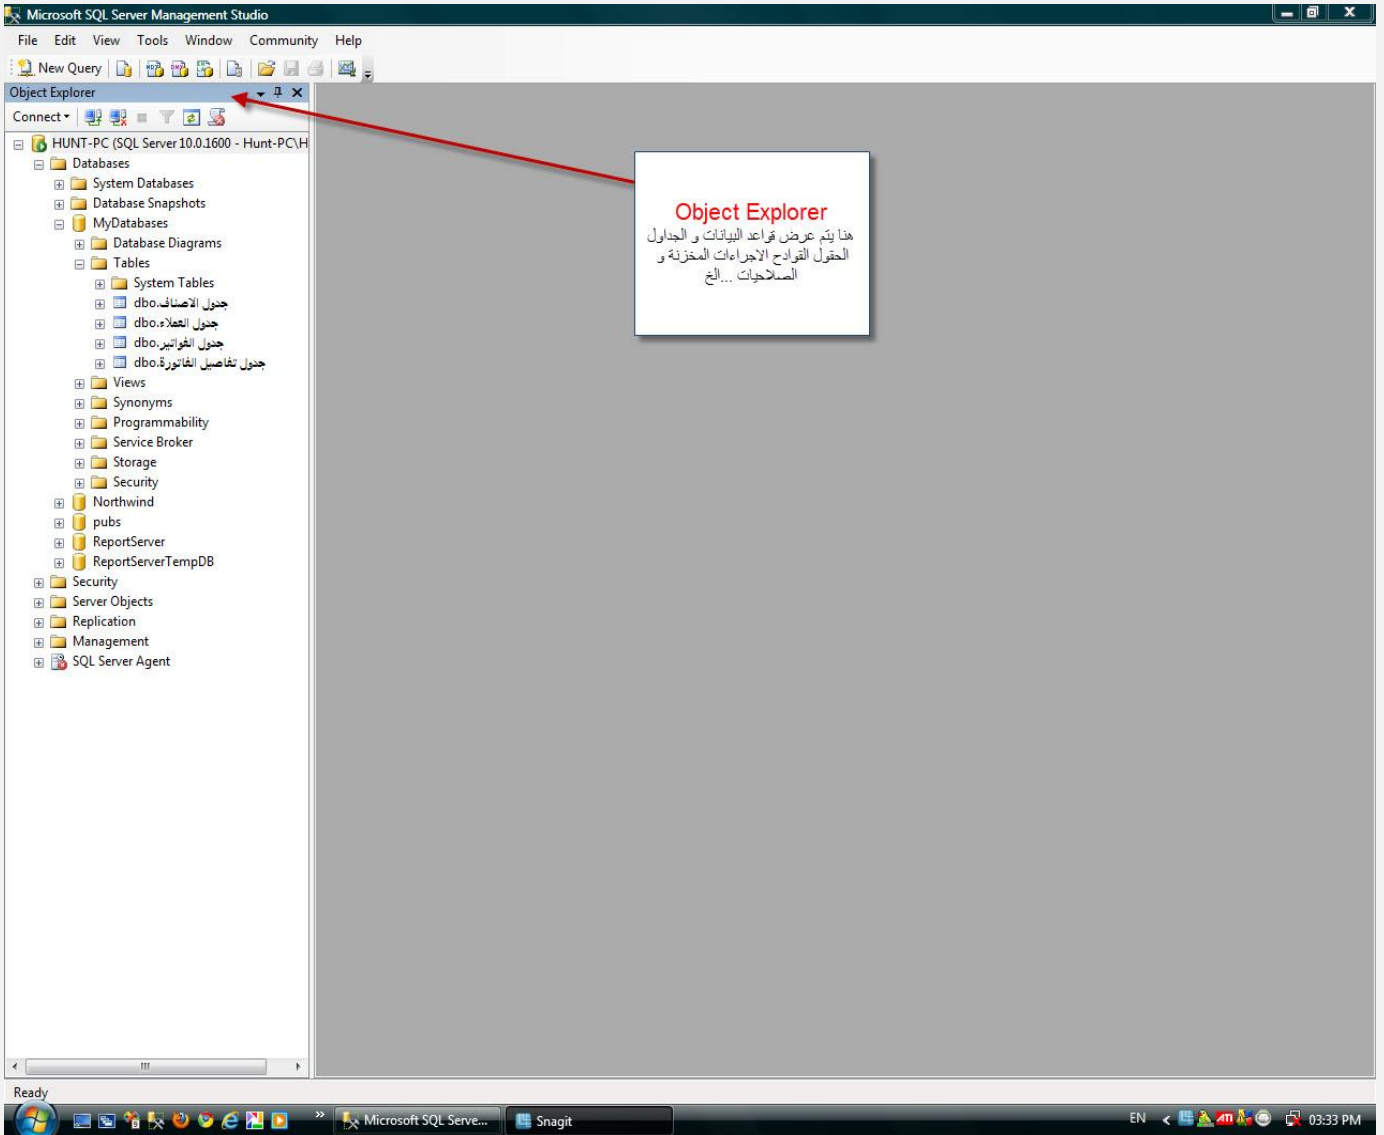 Microsoft SQL Server Management Studio
File Edit View Tools Window Community Help
New Query
Object Explorer
Connect
HUNT-PC (SQL Server 10.0.1600 - Hunt-PC\H
Databases
System Databases
Database Snapshots
MyDatabases
Database Diagrams
Tables
System Tables
dbo.جدول الاصناف
dbo.جدول العملاء
dbo.جدول الفواتير
dbo.جدول تفاصيل الفاتورة
Views
Synonyms
Programmability
Service Broker
Storage
Security
Northwind
pubs
ReportServer
ReportServerTempDB
Security
Server Objects
Replication
Management
SQL Server Agent
Object Explorer
هنا يتم عرض قواعد البيانات و الجداول
الحقول القوادح الاجراءات المخزنة و
الصلاحيات ...الخ
Ready
Microsoft SQL Serve...
Snagit
EN
03:33 PM